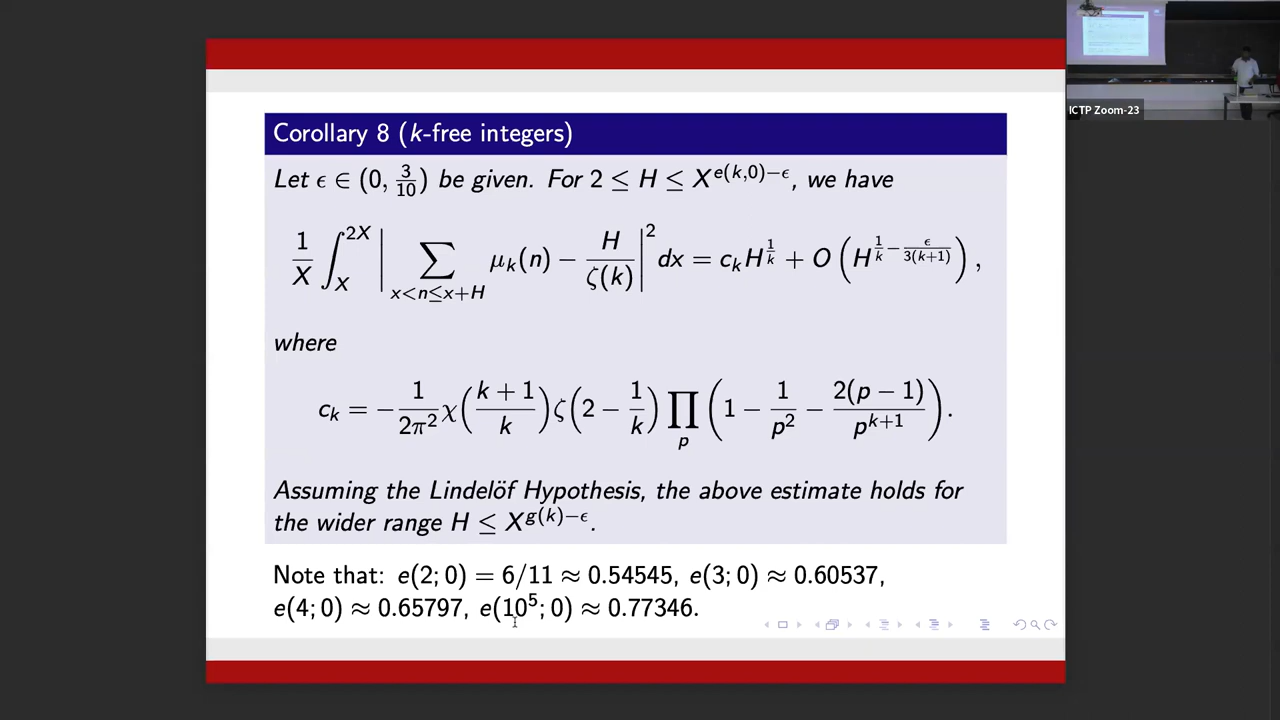 Corollary 8 (k-free integers)
Let ϵ ∈ (0, 3/10) be given. For 2 ≤ H ≤ X^{e(k,0)−ϵ}, we have
1/X ∫_X^{2X} | ∑_{x<n≤x+H} μ_k(n) − H/ζ(k) |^2 dx = c_k H^{1/k} + O( H^{1/k − ϵ/(3(k+1))} ),
where
c_k = − 1/(2π^2) χ( (k+1)/k ) ζ( 2 − 1/k ) ∏_p ( 1 − 1/p^2 − 2(p−1)/p^{k+1} ).
Assuming the Lindelöf Hypothesis, the above estimate holds for
the wider range H ≤ X^{g(k)−ϵ}.
Note that: e(2; 0) = 6/11 ≈ 0.54545, e(3; 0) ≈ 0.60537,
e(4; 0) ≈ 0.65797, e(10^5; 0) ≈ 0.77346.
ICTP Zoom-23